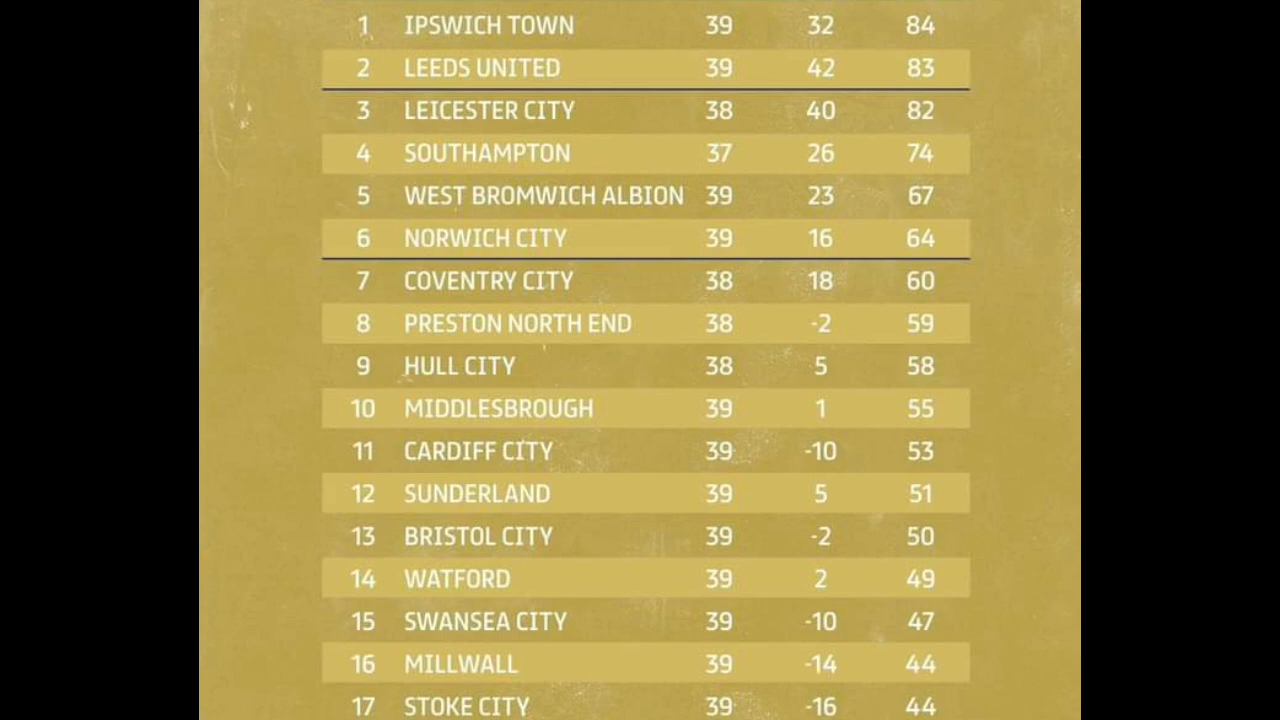 1 IPSWICH TOWN 39 32 84
2 LEEDS UNITED 39 42 83
3 LEICESTER CITY 38 40 82
4 SOUTHAMPTON 37 26 74
5 WEST BROMWICH ALBION 39 23 67
6 NORWICH CITY 39 16 64
7 COVENTRY CITY 38 18 60
8 PRESTON NORTH END 38 -2 59
9 HULL CITY 38 5 58
10 MIDDLESBROUGH 39 1 55
11 CARDIFF CITY 39 -10 53
12 SUNDERLAND 39 5 51
13 BRISTOL CITY 39 -2 50
14 WATFORD 39 2 49
15 SWANSEA CITY 39 -10 47
16 MILLWALL 39 -14 44
17 STOKE CITY 39 -16 44